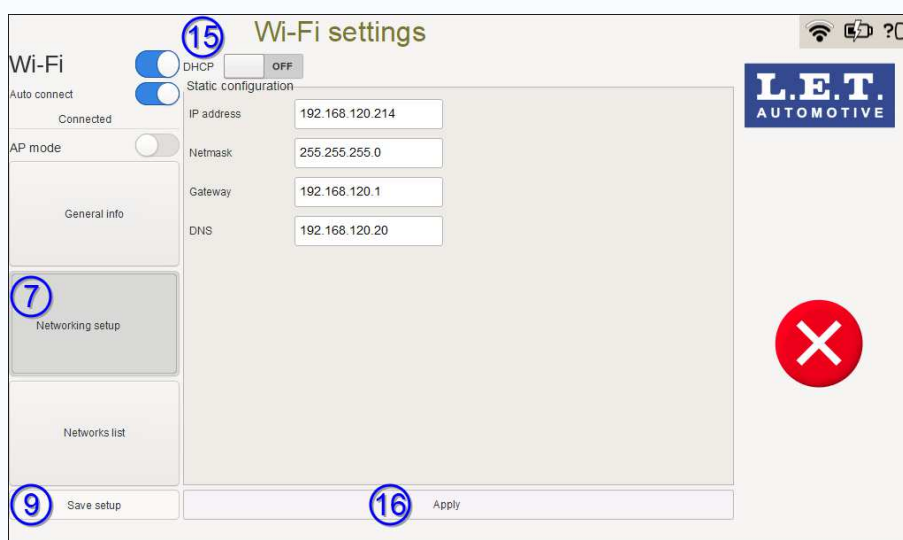 15 Wi-Fi settings
?
Wi-Fi
DHCP OFF
Auto connect
Static configuration
Connected
IP address 192.168.120.214
AP mode
Netmask 255.255.255.0
Gateway 192.168.120.1
DNS 192.168.120.20
General info
7
Networking setup
Networks list
9 Save setup
16 Apply
L.E.T.
AUTOMOTIVE